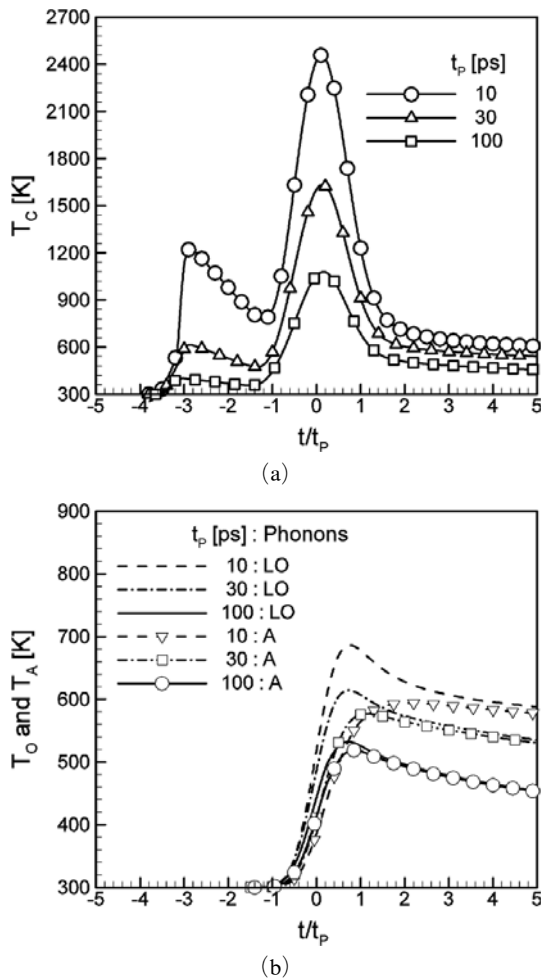 2700
2400
2100
1800
1500
1200
900
600
300
T_C [K]
t_P [ps]
10
30
100
-5 -4 -3 -2 -1 0 1 2 3 4 5
t/t_P
(a)
900
800
700
600
500
400
300
T_O and T_A [K]
t_P [ps] : Phonons
10 : LO
30 : LO
100 : LO
10 : A
30 : A
100 : A
-5 -4 -3 -2 -1 0 1 2 3 4 5
t/t_P
(b)